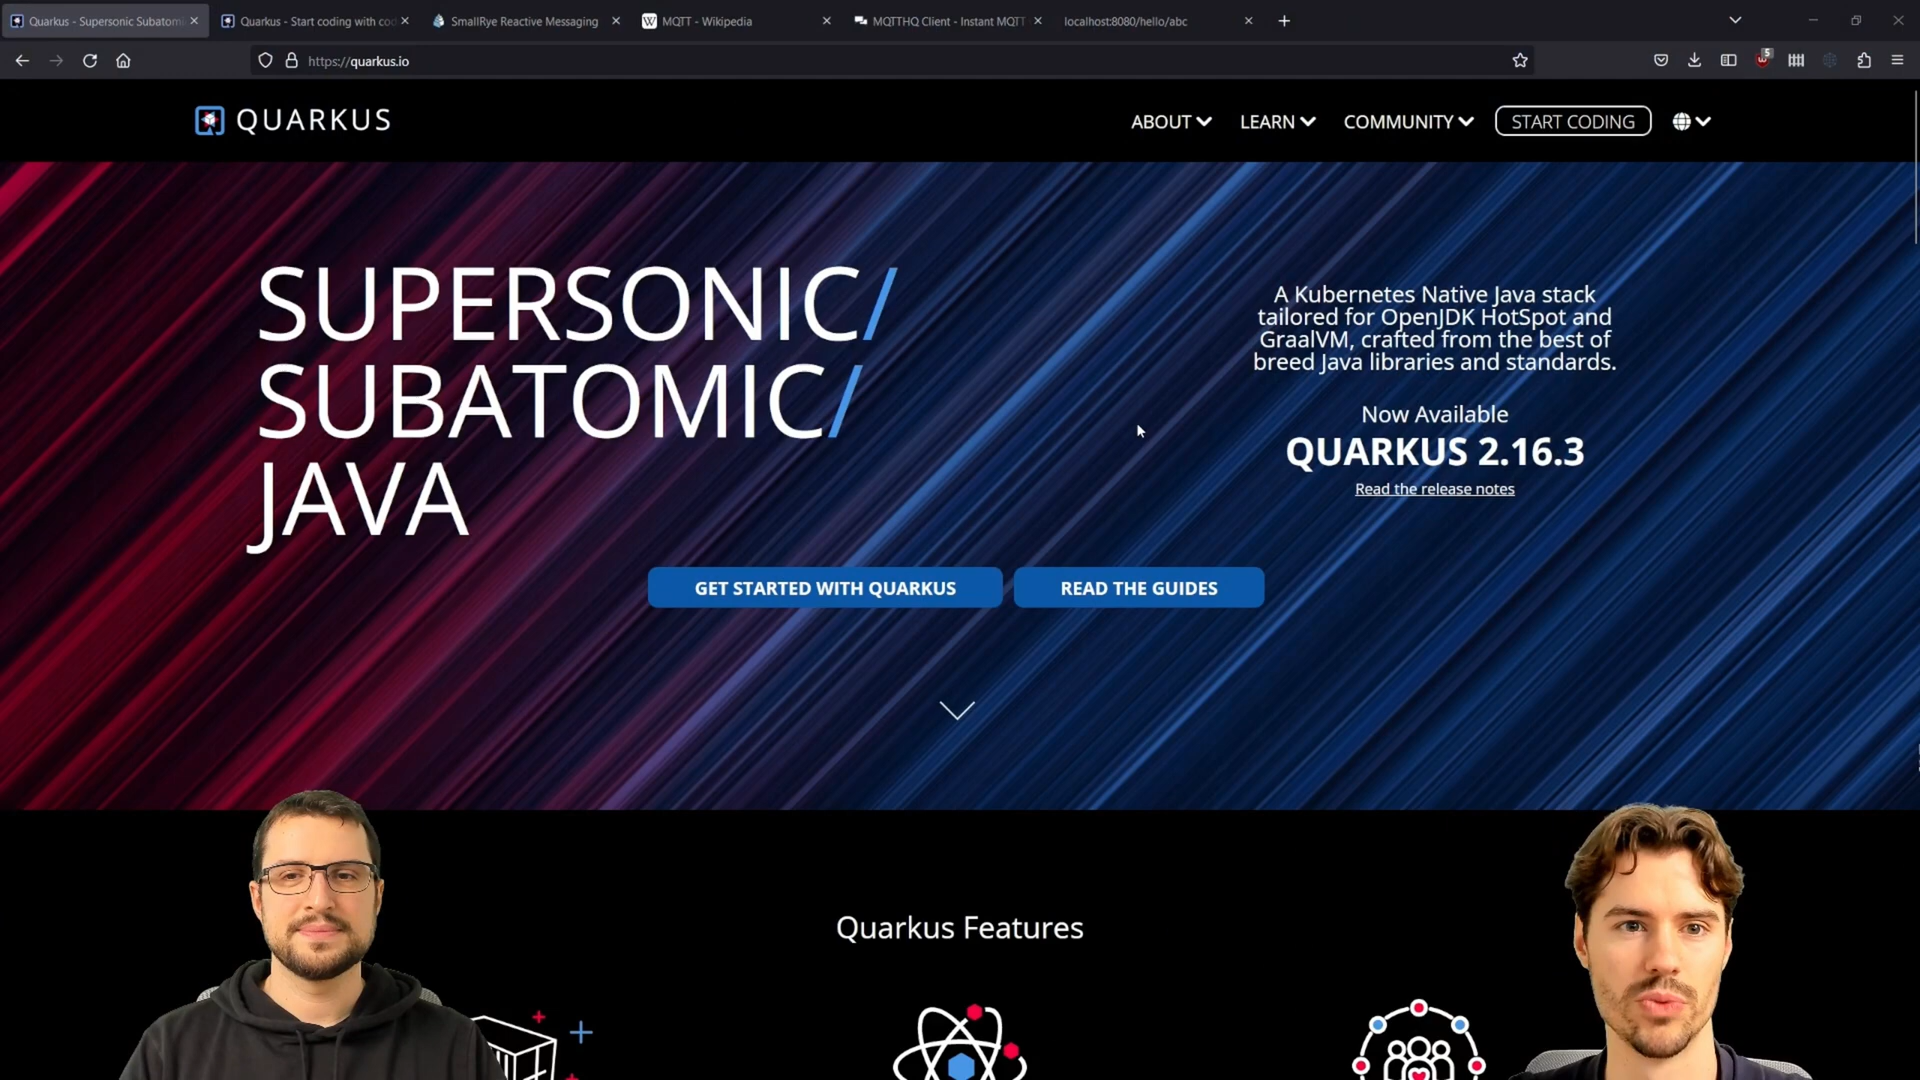 Quarkus - Supersonic Subatomi
Quarkus - Start coding with cod
SmallRye Reactive Messaging
W MQTT - Wikipedia
MQTTHQ Client - Instant MQTT
localhost:8080/hello/abc
https://quarkus.io
5
QUARKUS
ABOUT
LEARN
COMMUNITY
START CODING
SUPERSONIC/
SUBATOMIC/
JAVA
A Kubernetes Native Java stack
tailored for OpenJDK HotSpot and
GraalVM, crafted from the best of
breed Java libraries and standards.
Now Available
QUARKUS 2.16.3
Read the release notes
GET STARTED WITH QUARKUS
READ THE GUIDES
Quarkus Features